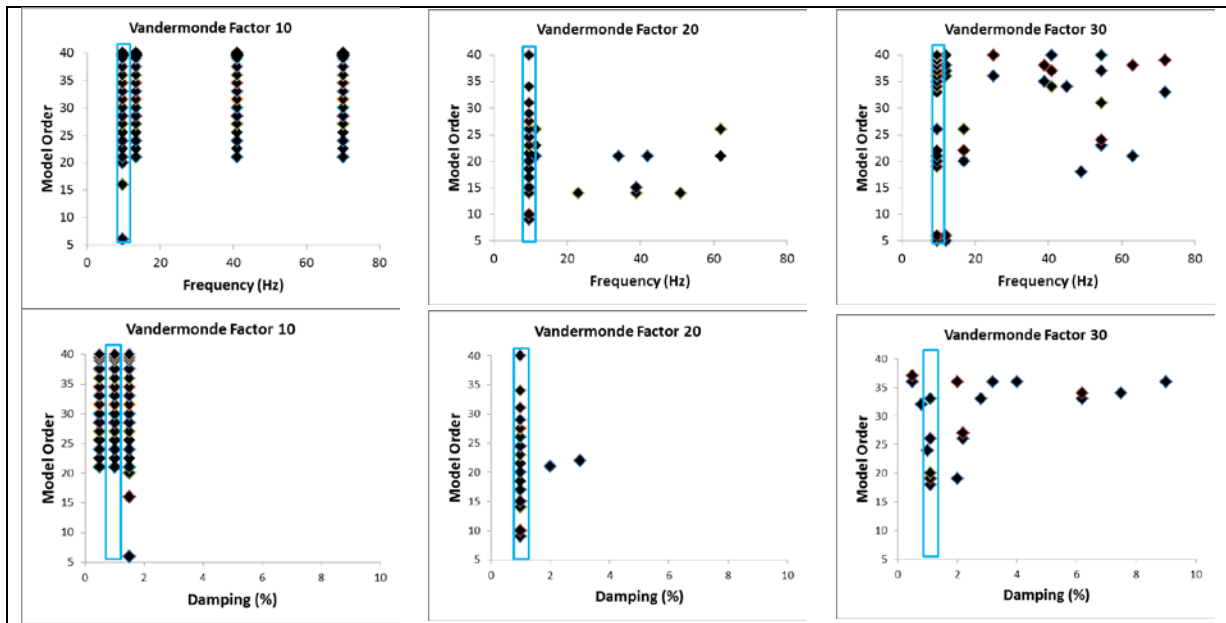 Vandermonde Factor 10
40
35
30
25
20
15
10
5
Model Order
0 20 40 60 80
Frequency (Hz)
Vandermonde Factor 20
40
35
30
25
20
15
10
5
Model Order
0 20 40 60 80
Frequency (Hz)
Vandermonde Factor 30
40
35
30
25
20
15
10
5
Model Order
0 20 40 60 80
Frequency (Hz)
Vandermonde Factor 10
40
35
30
25
20
15
10
5
Model Order
0 2 4 6 8 10
Damping (%)
Vandermonde Factor 20
40
35
30
25
20
15
10
5
Model Order
0 2 4 6 8 10
Damping (%)
Vandermonde Factor 30
40
35
30
25
20
15
10
5
Model Order
0 2 4 6 8 10
Damping (%)